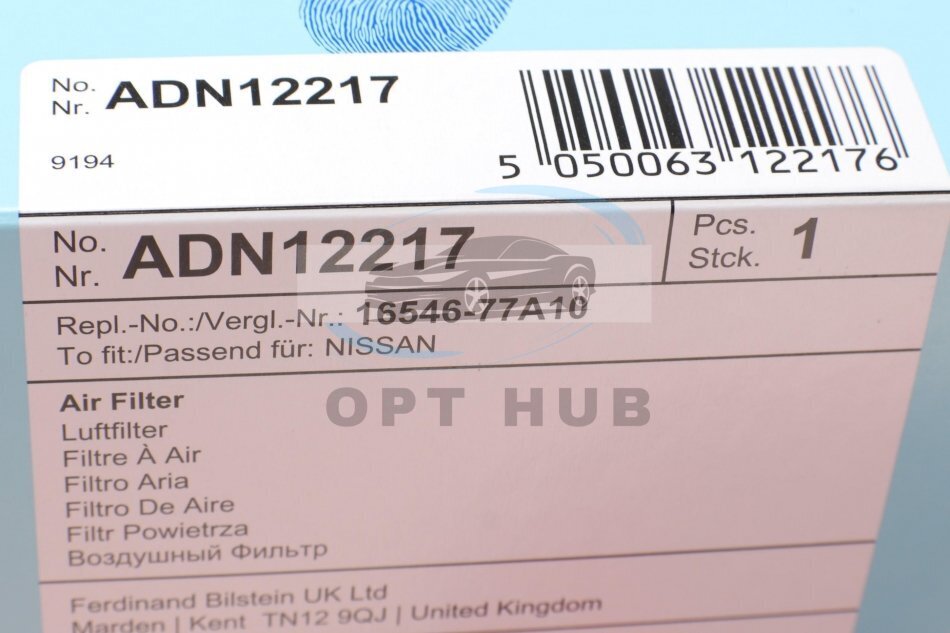 No.
Nr. ADN12217
9194
5 050063 122176
No.
Nr. ADN12217
Pcs.
Stck. 1
Repl.-No.:/Vergl.-Nr.: 16546-77A10
To fit:/Passend für: NISSAN
OPT HUB
Air Filter
Luftfilter
Filtre À Air
Filtro Aria
Filtro De Aire
Filtr Powietrza
Воздушный Фильтр
Ferdinand Bilstein UK Ltd
Marden | Kent TN12 9QJ | United Kingdom